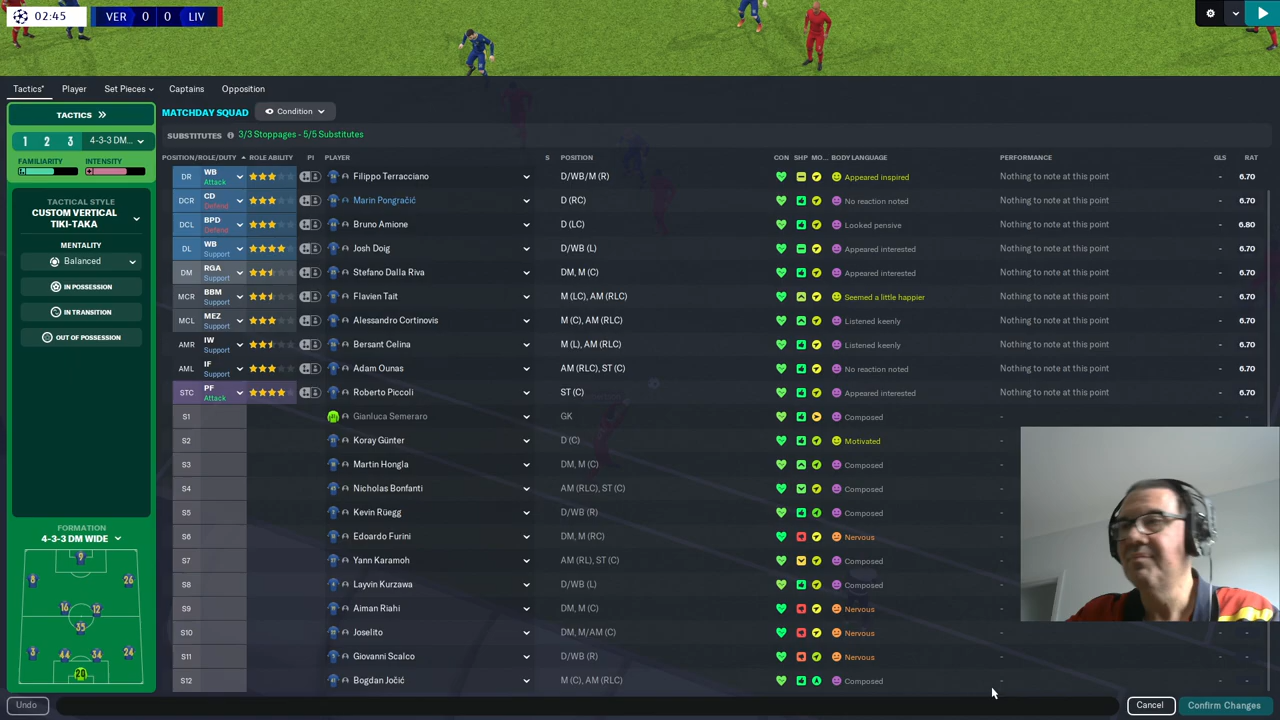 02:45 VER 0 0 LIV
Tactics* Player Set Pieces Captains Opposition
TACTICS
1 2 3 4-3-3 DM...
FAMILIARITY INTENSITY
TACTICAL STYLE
CUSTOM VERTICAL
TIKI-TAKA
MENTALITY
Balanced
IN POSSESSION
IN TRANSITION
OUT OF POSSESSION
FORMATION
4-3-3 DM WIDE
9
8 26
16 12
35
3 44 34 24
MATCHDAY SQUAD Condition
SUBSTITUTES 3/3 Stoppages - 5/5 Substitutes
POSITION/ROLE/DUTY ROLE ABILITY PI PLAYER S POSITION CON SHP MO... BODY LANGUAGE PERFORMANCE GLS RAT
DR WB Attack Filippo Terracciano D/WB/M (R) Appeared inspired Nothing to note at this point - 6.70
DCR CD Defend Marin Pongračić D (RC) No reaction noted Nothing to note at this point - 6.70
DCL BPD Defend Bruno Amione D (LC) Looked pensive Nothing to note at this point - 6.80
DL WB Support Josh Doig D/WB (L) Appeared interested Nothing to note at this point - 6.70
DM RGA Support Stefano Dalla Riva DM, M (C) Appeared interested Nothing to note at this point - 6.70
MCR BBM Support Flavien Tait M (LC), AM (RLC) Seemed a little happier Nothing to note at this point - 6.70
MCL MEZ Support Alessandro Cortinovis M (C), AM (RLC) Listened keenly Nothing to note at this point - 6.70
AMR IW Support Bersant Celina M (L), AM (RLC) Listened keenly Nothing to note at this point - 6.70
AML IF Support Adam Ounas AM (RLC), ST (C) No reaction noted Nothing to note at this point - 6.70
STC PF Attack Roberto Piccoli ST (C) Appeared interested Nothing to note at this point - 6.70
S1 Gianluca Semeraro GK Composed - - -
S2 Koray Günter D (C) Motivated -
S3 Martin Hongla DM, M (C) Composed -
S4 Nicholas Bonfanti AM (RLC), ST (C) Composed -
S5 Kevin Rüegg D/WB (R) Composed -
S6 Edoardo Furini DM, M (RC) Nervous -
S7 Yann Karamoh AM (RL), ST (C) Composed -
S8 Layvin Kurzawa D/WB (L) Composed -
S9 Aiman Riahi DM, M (C) Nervous -
S10 Joselito DM, M/AM (C) Nervous - - -
S11 Giovanni Scalco D/WB (R) Nervous - - -
S12 Bogdan Jočić M (C), AM (RLC) Composed - - -
Undo Cancel Confirm Changes